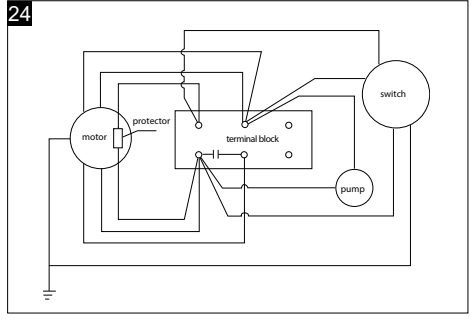 24
switch
protector
motor
terminal block
pump